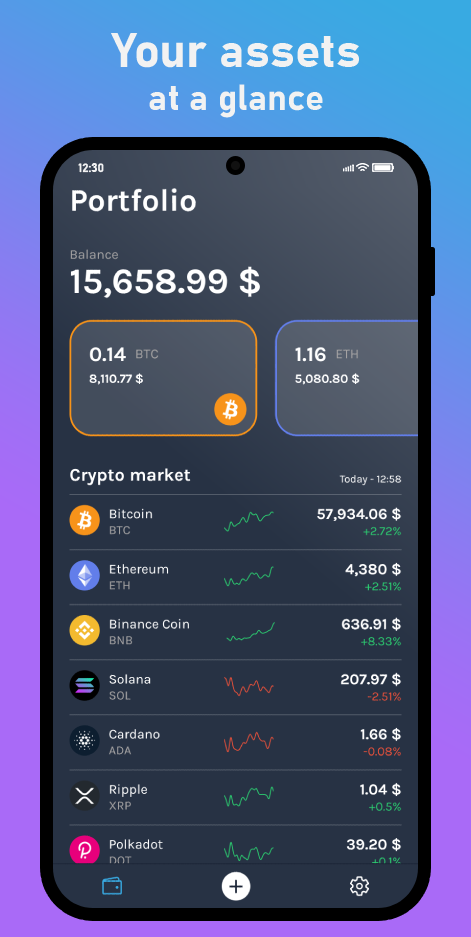 Your assets
at a glance
12:30
Portfolio
Balance
15,658.99 $
0.14 BTC
8,110.77 $
1.16 ETH
5,080.80 $
Crypto market
Today - 12:58
Bitcoin
BTC
57,934.06 $
+2.72%
Ethereum
ETH
4,380 $
+2.51%
Binance Coin
BNB
636.91 $
+8.33%
Solana
SOL
207.97 $
-2.51%
Cardano
ADA
1.66 $
-0.08%
Ripple
XRP
1.04 $
+0.5%
Polkadot
DOT
39.20 $
+0.1%